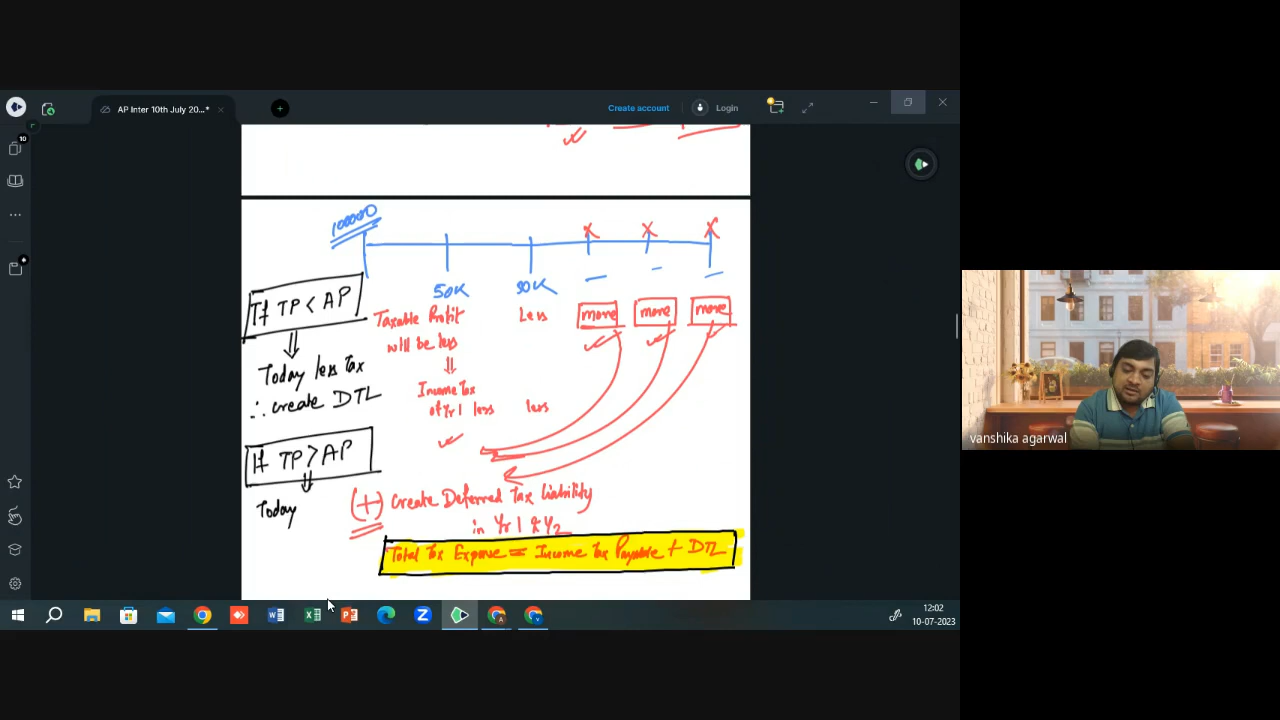 AP Inter 10th July 20...*
Create account
Login
10
100000
50K
Taxable Profit
will be less
Less
more
more
more
If TP < AP
Today less Tax
∴ create DTL
Income Tax
of Yr 1 less
less
If TP > AP
Today
(+) Create Deferred Tax Liability
in Yr 1 & Y2
Total Tax Expense = Income Tax Payable + DTL
vanshika agarwal
12:02
10-07-2023